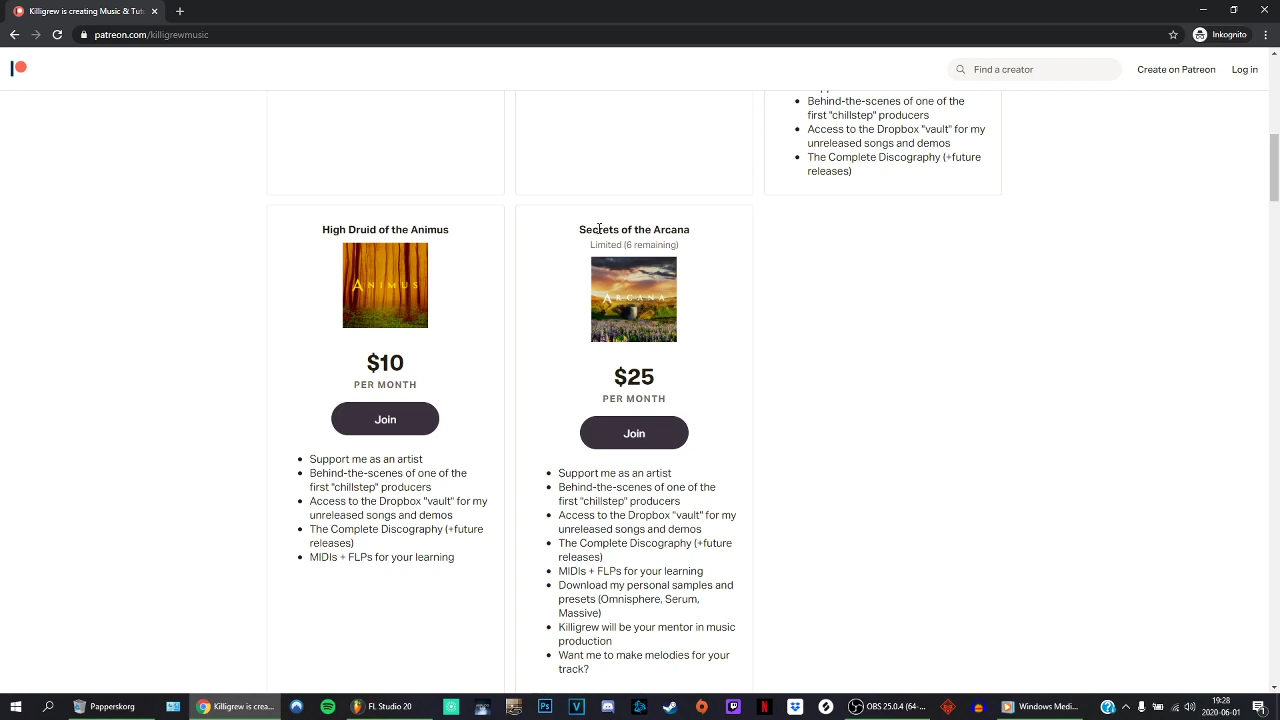 Killigrew is creating Music & Tut
patreon.com/killigrewmusic
Inkognito
Find a creator
Create on Patreon
Log in
Behind-the-scenes of one of the
first "chillstep" producers
Access to the Dropbox "vault" for my
unreleased songs and demos
The Complete Discography (+future
releases)
High Druid of the Animus
ANIMUS
$10
PER MONTH
Join
Support me as an artist
Behind-the-scenes of one of the
first "chillstep" producers
Access to the Dropbox "vault" for my
unreleased songs and demos
The Complete Discography (+future
releases)
MIDIs + FLPs for your learning
Secrets of the Arcana
Limited (6 remaining)
ARCANA
$25
PER MONTH
Join
Support me as an artist
Behind-the-scenes of one of the
first "chillstep" producers
Access to the Dropbox "vault" for my
unreleased songs and demos
The Complete Discography (+future
releases)
MIDIs + FLPs for your learning
Download my personal samples and
presets (Omnisphere, Serum,
Massive)
Killigrew will be your mentor in music
production
Want me to make melodies for your
track?
Papperskorg
Killigrew is crea...
FL Studio 20
OBS 25.0.4 (64-...
Windows Medi...
19:28
2020-06-01